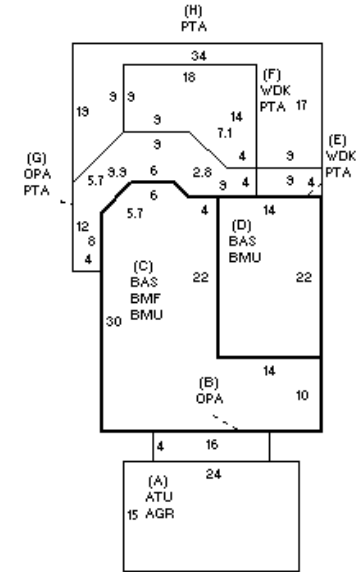 (H)
PTA
34
18
(F)
WDK
PTA
9 9
19
14
17
9
7.1
9
(G)
OPA
PTA
(E)
WDK
PTA
4 9
9.9 6 2.8
5.7
9 4 9 4
6
5.7
4 14
12
8
4
(D)
BAS
BMU
(C)
BAS
BMF
BMU
22
22
30
14
(B)
OPA
10
4 16
24
(A)
ATU
AGR
15